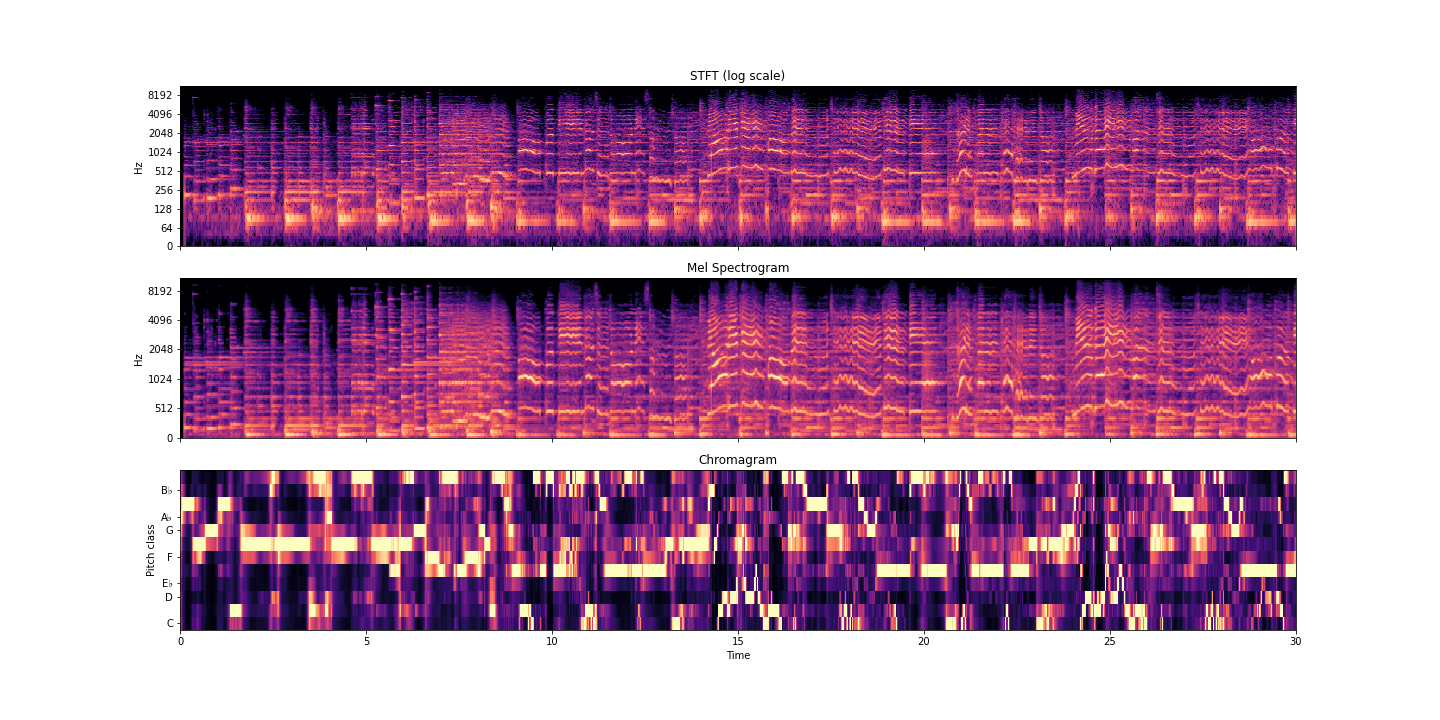 STFT (log scale)
8192
4096
2048
1024
512
256
128
64
0
Hz
Mel Spectrogram
8192
4096
2048
1024
512
0
Hz
Chromagram
B♭
A♭
G
F
E♭
D
C
Pitch class
0 5 10 15 20 25 30
Time